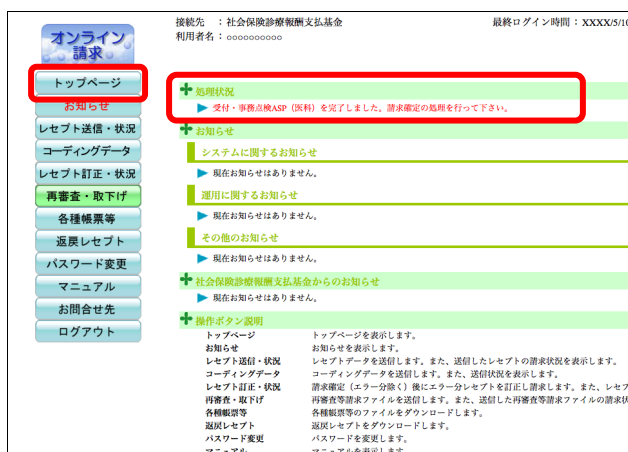 オンライン
請求
接続先 ：社会保険診療報酬支払基金
最終ログイン時間：XXXX/5/10
利用者名：oooooooooo
トップページ
お知らせ
レセプト送信・状況
コーディングデータ
レセプト訂正・状況
再審査・取下げ
各種帳票等
返戻レセプト
パスワード変更
マニュアル
お問合せ先
ログアウト
処理状況
受付・事務点検ASP（医科）を完了しました。請求確定の処理を行って下さい。
お知らせ
システムに関するお知らせ
現在お知らせはありません。
運用に関するお知らせ
現在お知らせはありません。
その他のお知らせ
現在お知らせはありません。
社会保険診療報酬支払基金からのお知らせ
現在お知らせはありません。
操作ボタン説明
トップページ トップページを表示します。
お知らせ お知らせを表示します。
レセプト送信・状況 レセプトデータを送信します。また、送信したレセプトの請求状況を表示します。
コーディングデータ コーディングデータを送信します。また、送信状況を表示します。
レセプト訂正・状況 請求確定（エラー分除く）後にエラー分レセプトを訂正し請求します。また、レセプ
再審査・取下げ 再審査等請求ファイルを送信します。また、送信した再審査等請求ファイルの請求状
各種帳票等 各種帳票等のファイルをダウンロードします。
返戻レセプト 返戻レセプトをダウンロードします。
パスワード変更 パスワードを変更します。
マニュアル マニュアルを表示します。